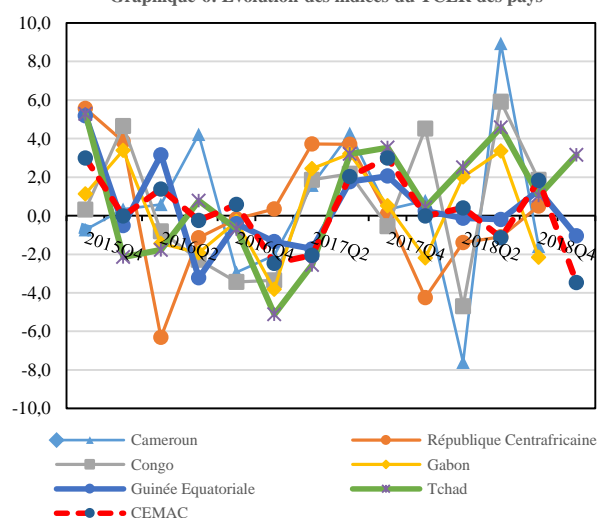 Graphique 6: Evolution des indices du TCER des pays
10,0
8,0
6,0
4,0
2,0
0,0
-2,0
-4,0
-6,0
-8,0
-10,0
2015Q4
2016Q2
2016Q4
2017Q2
2017Q4
2018Q2
2018Q4
Cameroun
République Centrafricaine
Congo
Gabon
Guinée Equatoriale
Tchad
CEMAC